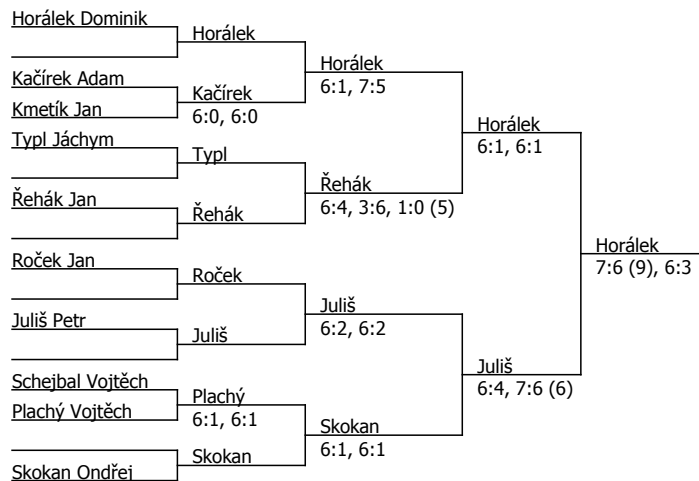 Horálek Dominik
Kačírek Adam
Kmetík Jan
Typl Jáchym
Řehák Jan
Roček Jan
Juliš Petr
Schejbal Vojtěch
Plachý Vojtěch
Skokan Ondřej
Horálek
Kačírek
6:0, 6:0
Typl
Řehák
Roček
Juliš
Plachý
6:1, 6:1
Skokan
Horálek
6:1, 7:5
Řehák
6:4, 3:6, 1:0 (5)
Juliš
6:2, 6:2
Skokan
6:1, 6:1
Horálek
6:1, 6:1
Juliš
6:4, 7:6 (6)
Horálek
7:6 (9), 6:3